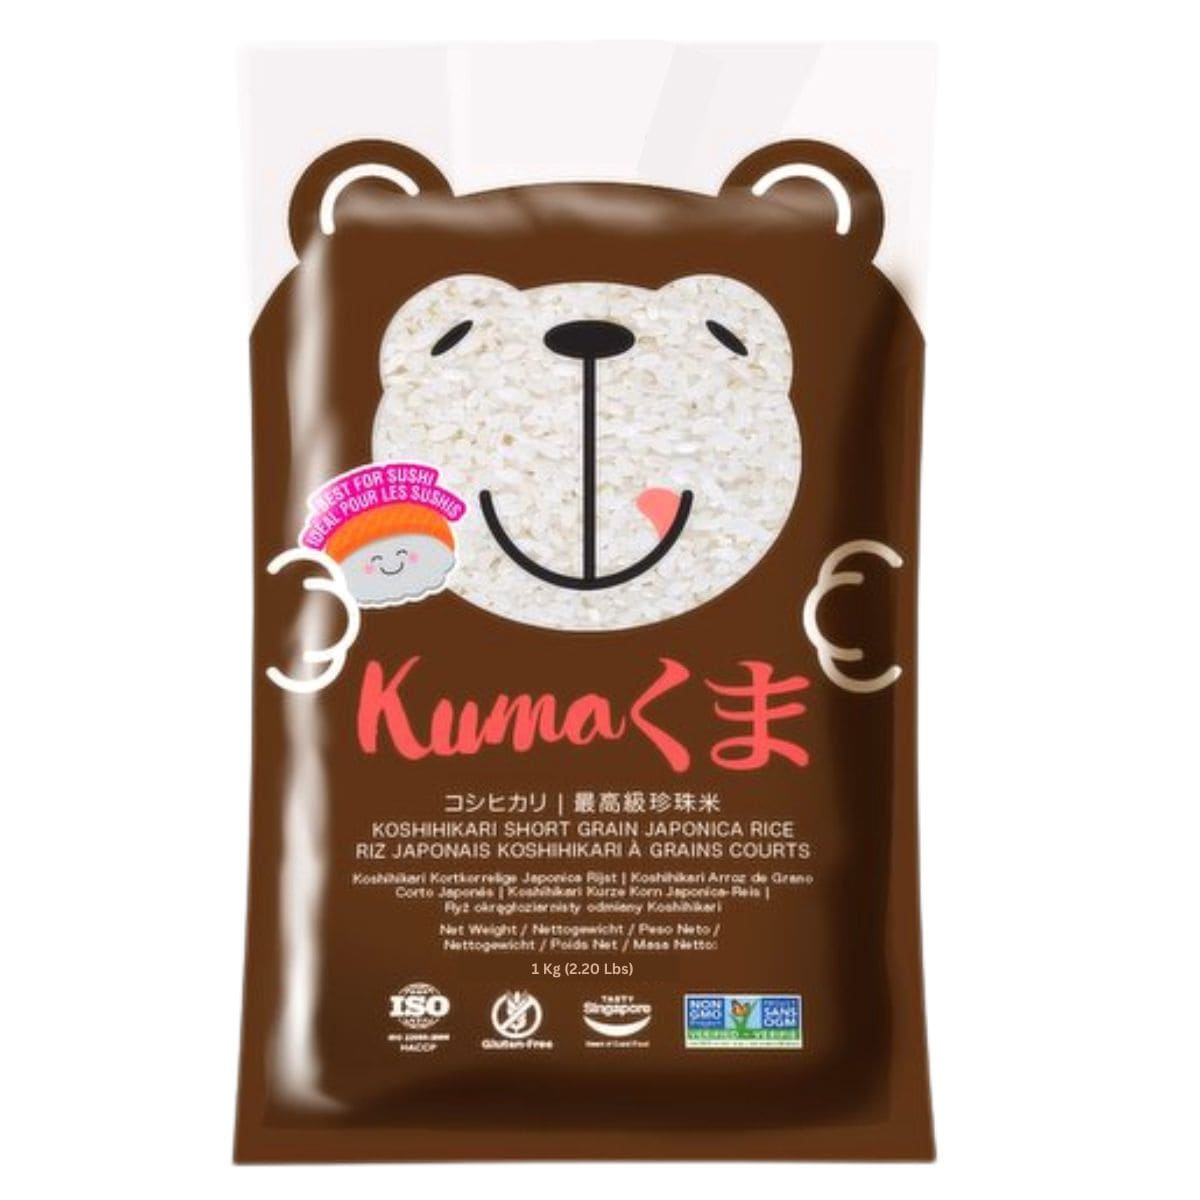 BEST FOR SUSHI
IDÉAL POUR LES SUSHIS
Kumaくま
コシヒカリ | 最高級珍珠米
KOSHIHIKARI SHORT GRAIN JAPONICA RICE
RIZ JAPONAIS KOSHIHIKARI À GRAINS COURTS
Koshihikari Kortkorrelige Japonica Rijst | Koshihikari Arroz de Grano
Corto Japonés | Koshihikari Kurze Korn Japonica-Reis |
Ryż okrągłoziarnisty odmiany Koshihikari
Net Weight / Nettogewicht / Peso Neto /
Nettogewicht / Poids Net / Masa Netto:
1 Kg (2.20 Lbs)
ISO
HACCP
Gluten-Free
TASTY
Singapore
NON
GMO
Project
VERIFIED
PROJET
SANS
OGM
VERIFIÉ